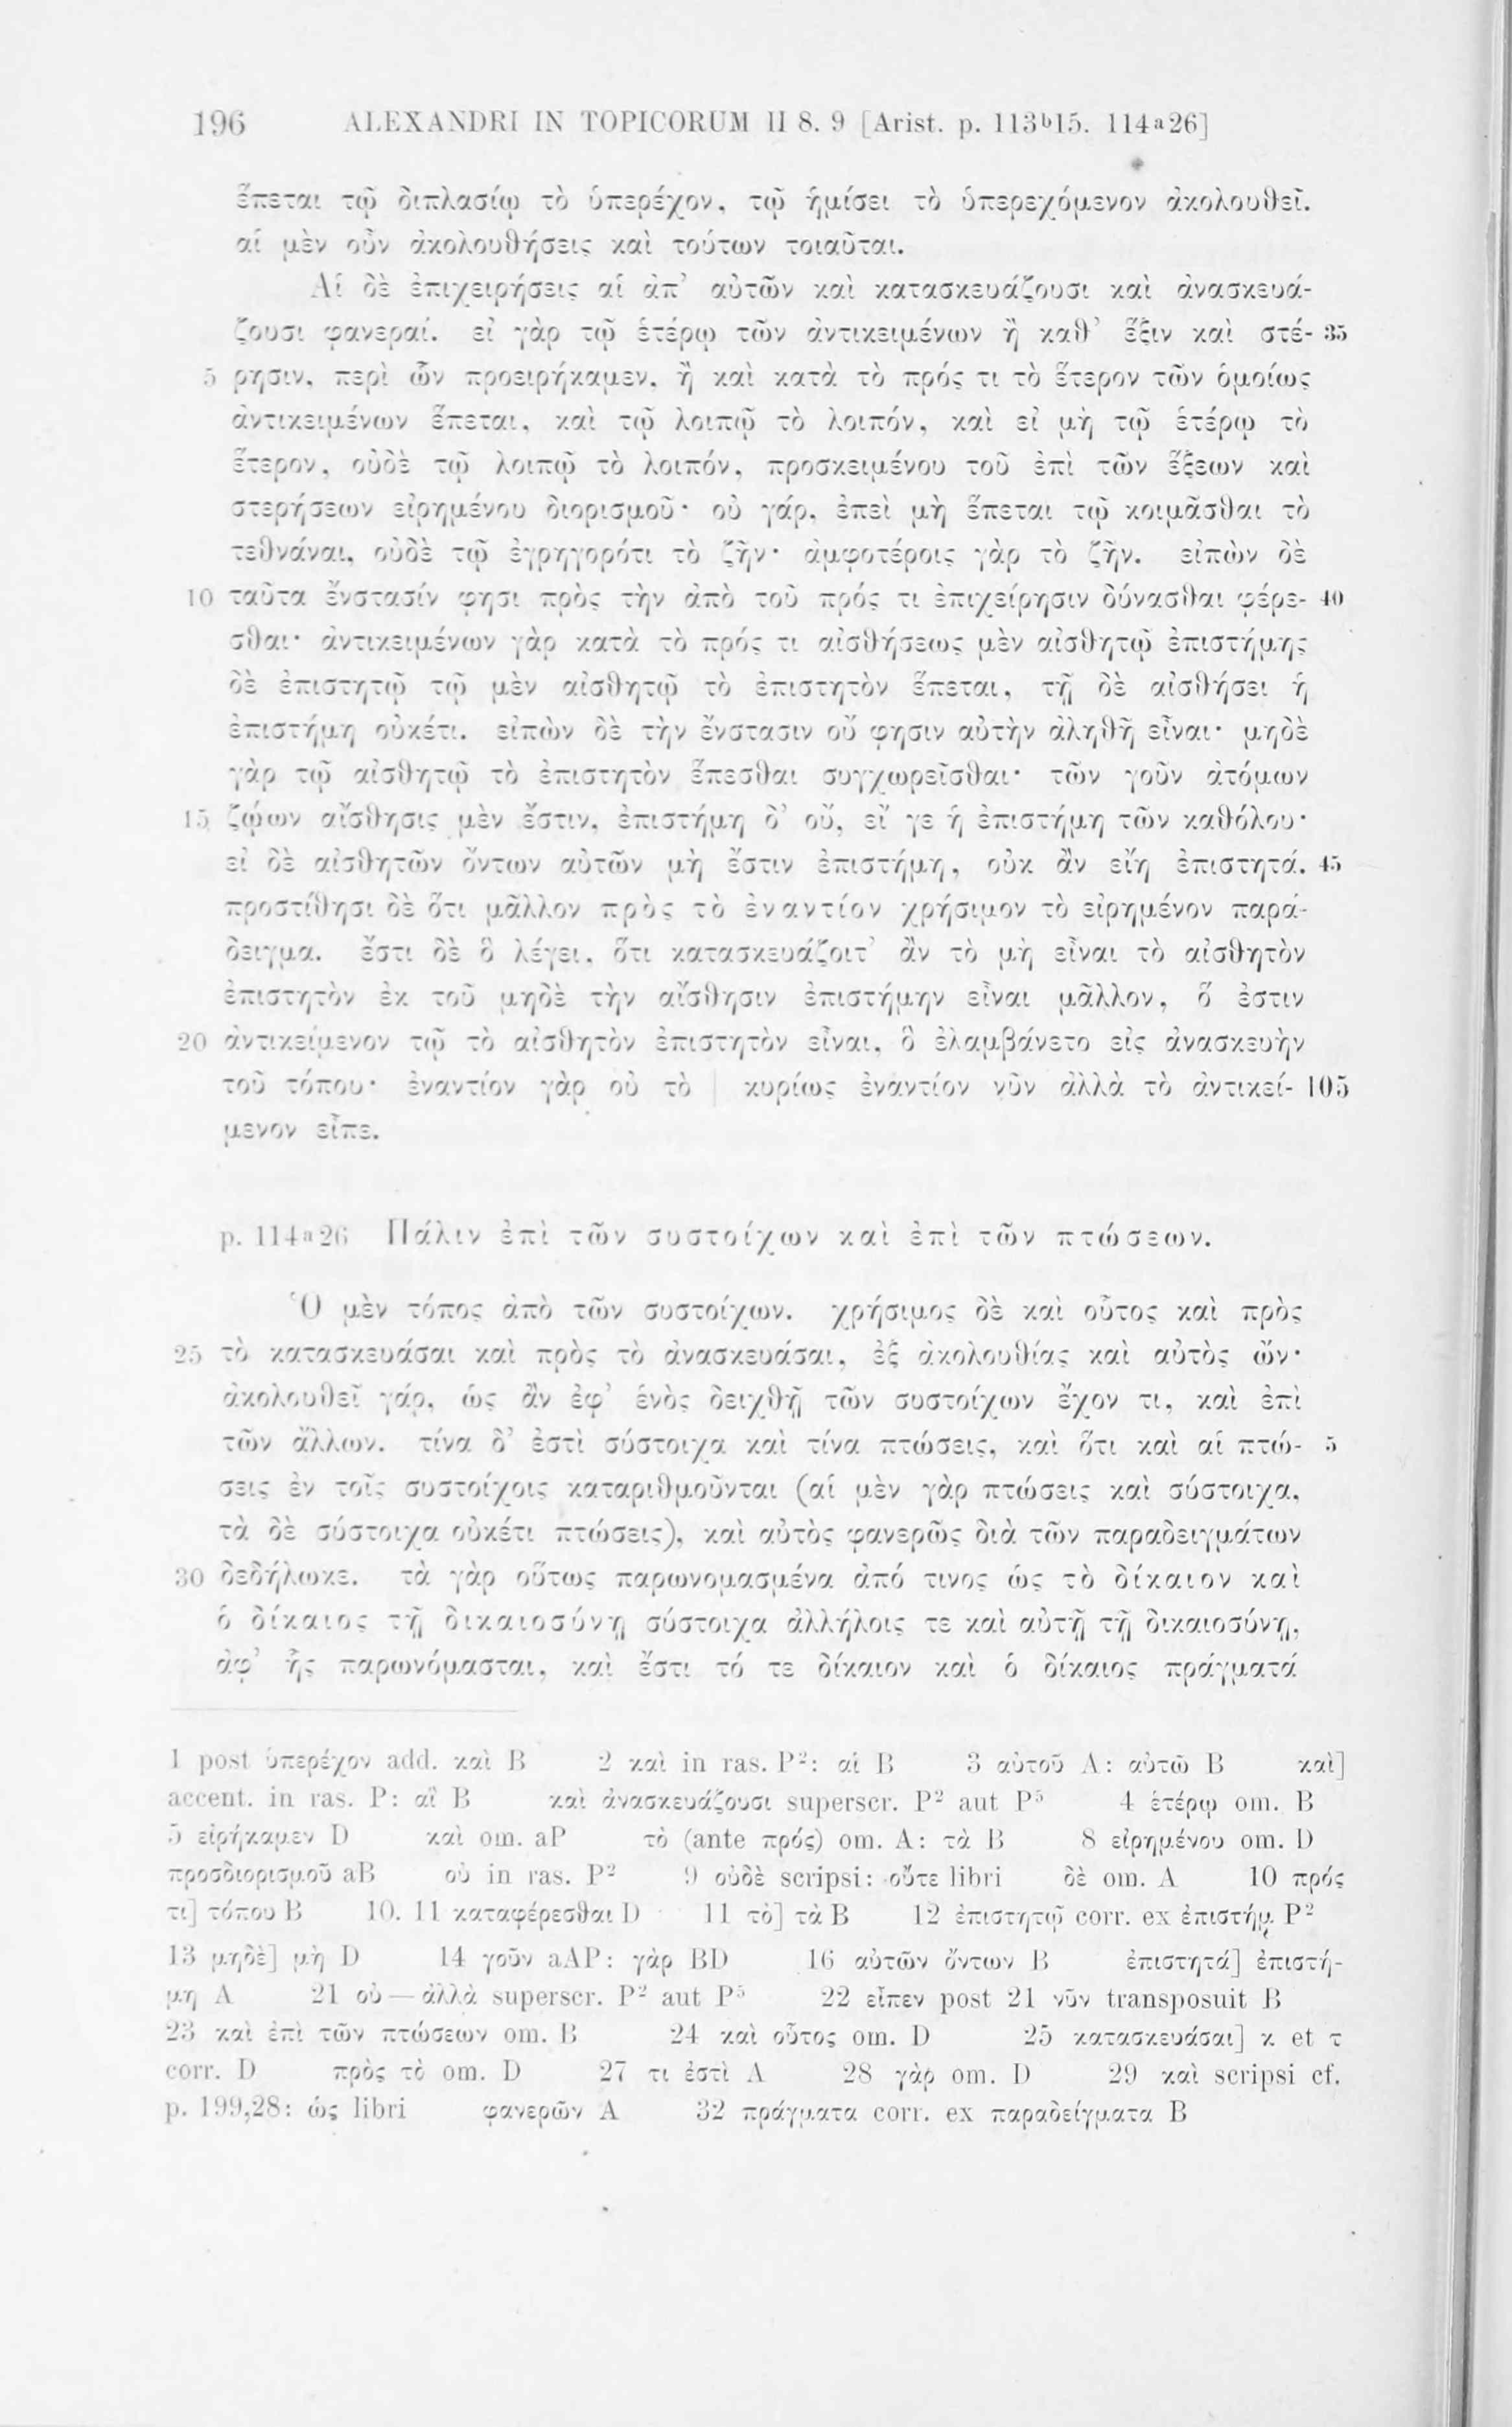 196 ALEXANDRI IN TOPICORUM II 8. 9 [Arist. p. 113ᵇ15. 114ᵃ26]
ἕπεται τῷ διπλασίῳ τὸ ὑπερέχον, τῷ ἡμίσει τὸ ὑπερεχόμενον ἀκολουθεῖ.
αἱ μὲν οὖν ἀκολουθήσεις καὶ τούτων τοιαῦται.
Αἱ δὲ ἐπιχειρήσεις αἱ ἀπ’ αὐτῶν καὶ κατασκευάζουσι καὶ ἀνασκευά-
ζουσι φανεραί. εἰ γὰρ τῷ ἑτέρῳ τῶν ἀντικειμένων ἢ καθ’ ἕξιν καὶ στέ- 35
5 ρησιν, περὶ ὧν προειρήκαμεν, ἢ καὶ κατὰ τὸ πρός τι τὸ ἕτερον τῶν ὁμοίως
ἀντικειμένων ἕπεται, καὶ τῷ λοιπῷ τὸ λοιπόν, καὶ εἰ μὴ τῷ ἑτέρῳ τὸ
ἕτερον, οὐδὲ τῷ λοιπῷ τὸ λοιπόν, προσκειμένου τοῦ ἐπὶ τῶν ἕξεων καὶ
στερήσεων εἰρημένου διορισμοῦ· οὐ γάρ, ἐπεὶ μὴ ἕπεται τῷ κοιμᾶσθαι τὸ
τεθνάναι, οὐδὲ τῷ ἐγρηγορότι τὸ ζῆν· ἀμφοτέροις γὰρ τὸ ζῆν. εἰπὼν δὲ
10 ταῦτα ἔνστασίν φησι πρὸς τὴν ἀπὸ τοῦ πρός τι ἐπιχείρησιν δύνασθαι φέρε- 40
σθαι· ἀντικειμένων γὰρ κατὰ τὸ πρός τι αἰσθήσεως μὲν αἰσθητῷ ἐπιστήμης
δὲ ἐπιστητῷ τῷ μὲν αἰσθητῷ τὸ ἐπιστητὸν ἕπεται, τῇ δὲ αἰσθήσει ἡ
ἐπιστήμη οὐκέτι. εἰπὼν δὲ τὴν ἔνστασιν οὔ φησιν αὐτὴν ἀληθῆ εἶναι· μηδὲ
γὰρ τῷ αἰσθητῷ τὸ ἐπιστητὸν ἕπεσθαι συγχωρεῖσθαι· τῶν γοῦν ἀτόμων
15 ζῴων αἴσθησις μὲν ἔστιν, ἐπιστήμη δ’ οὔ, εἴ γε ἡ ἐπιστήμη τῶν καθόλου·
εἰ δὲ αἰσθητῶν ὄντων αὐτῶν μὴ ἔστιν ἐπιστήμη, οὐκ ἂν εἴη ἐπιστητά. 45
προστίθησι δὲ ὅτι μᾶλλον πρὸς τὸ ἐναντίον χρήσιμον τὸ εἰρημένον παρά-
δειγμα. ἔστι δὲ ὃ λέγει, ὅτι κατασκευάζοιτ’ ἂν τὸ μὴ εἶναι τὸ αἰσθητὸν
ἐπιστητὸν ἐκ τοῦ μηδὲ τὴν αἴσθησιν ἐπιστήμην εἶναι μᾶλλον, ὅ ἐστιν
20 ἀντικείμενον τῷ τὸ αἰσθητὸν ἐπιστητὸν εἶναι, ὃ ἐλαμβάνετο εἰς ἀνασκευὴν
τοῦ τόπου· ἐναντίον γὰρ οὐ τὸ | κυρίως ἐναντίον νῦν ἀλλὰ τὸ ἀντικεί- 105
μενον εἶπε.
p. 114ᵃ26 Πάλιν ἐπὶ τῶν συστοίχων καὶ ἐπὶ τῶν πτώσεων.
Ὁ μὲν τόπος ἀπὸ τῶν συστοίχων. χρήσιμος δὲ καὶ οὗτος καὶ πρὸς
25 τὸ κατασκευάσαι καὶ πρὸς τὸ ἀνασκευάσαι, ἐξ ἀκολουθίας καὶ αὐτὸς ὤν·
ἀκολουθεῖ γάρ, ὡς ἂν ἐφ’ ἑνὸς δειχθῇ τῶν συστοίχων ἔχον τι, καὶ ἐπὶ
τῶν ἄλλων. τίνα δ’ ἐστὶ σύστοιχα καὶ τίνα πτώσεις, καὶ ὅτι καὶ αἱ πτώ- 5
σεις ἐν τοῖς συστοίχοις καταριθμοῦνται (αἱ μὲν γὰρ πτώσεις καὶ σύστοιχα,
τὰ δὲ σύστοιχα οὐκέτι πτώσεις), καὶ αὐτὸς φανερῶς διὰ τῶν παραδειγμάτων
30 δεδήλωκε. τὰ γὰρ οὕτως παρωνομασμένα ἀπό τινος ὡς τὸ δίκαιον καὶ
ὁ δίκαιος τῇ δικαιοσύνῃ σύστοιχα ἀλλήλοις τε καὶ αὐτῇ τῇ δικαιοσύνῃ,
ἀφ’ ἧς παρωνόμασται, καὶ ἔστι τό τε δίκαιον καὶ ὁ δίκαιος πράγματά
1 post ὑπερέχον add. καὶ B 2 καὶ in ras. P²: αἱ B 3 αὐτοῦ A: αὐτῶ B καὶ]
accent. in ras. P: αἳ B καὶ ἀνασκευάζουσι superscr. P² aut P⁵ 4 ἑτέρῳ om. B
5 εἰρήκαμεν D καὶ om. aP τὸ (ante πρός) om. A: τὰ B 8 εἰρημένου om. D
προσδιορισμοῦ aB οὐ in ras. P² 9 οὐδὲ scripsi: οὔτε libri δὲ om. A 10 πρός
τι] τόπου B 10. 11 καταφέρεσθαι D 11 τὸ] τὰ B 12 ἐπιστητῷ corr. ex ἐπιστήμ P²
13 μηδὲ] μὴ D 14 γοῦν aAP: γὰρ BD 16 αὐτῶν ὄντων B ἐπιστητά] ἐπιστή-
μη A 21 οὐ — ἀλλὰ superscr. P² aut P⁵ 22 εἶπεν post 21 νῦν transposuit B
23 καὶ ἐπὶ τῶν πτώσεων om. B 24 καὶ οὗτος om. D 25 κατασκευάσαι] κ et τ
corr. D πρὸς τὸ om. D 27 τι ἐστὶ A 28 γὰρ om. D 29 καὶ scripsi cf.
p. 199,28: ὡς libri φανερῶν A 32 πράγματα corr. ex παραδείγματα B